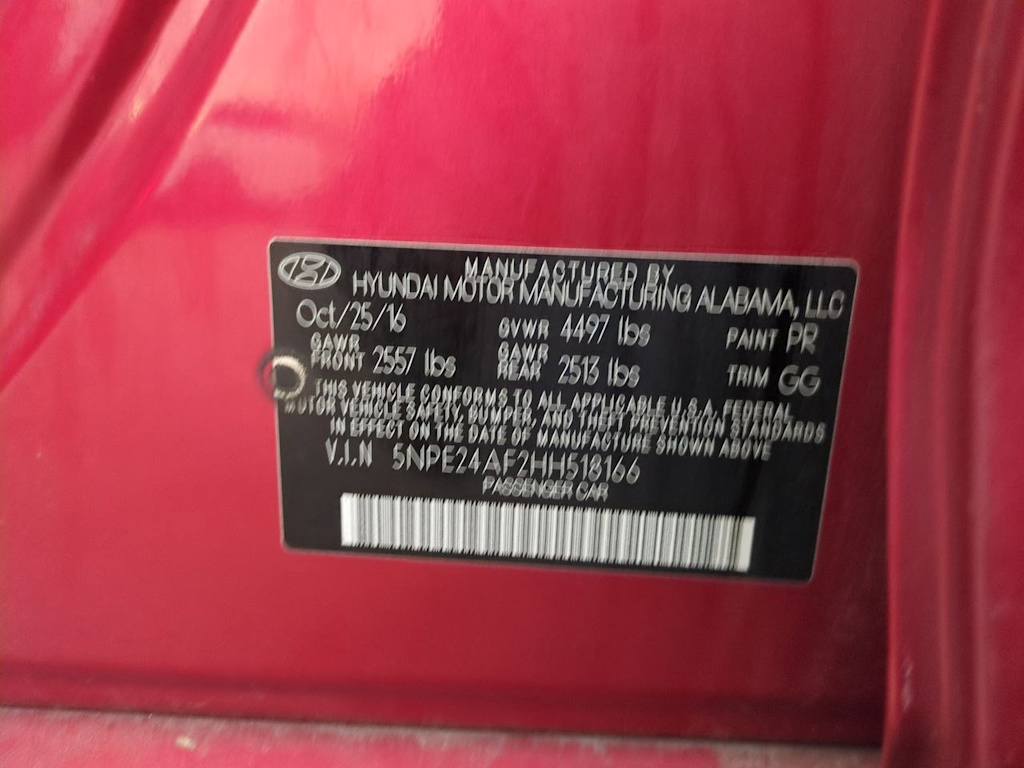 MANUFACTURED BY
HYUNDAI MOTOR MANUFACTURING ALABAMA, LLC
Oct/25/16 GVWR 4497 lbs PAINT PR
GAWR FRONT 2557 lbs GAWR REAR 2513 lbs TRIM GG
THIS VEHICLE CONFORMS TO ALL APPLICABLE U.S.A. FEDERAL
MOTOR VEHICLE SAFETY, BUMPER, AND THEFT PREVENTION STANDARDS
IN EFFECT ON THE DATE OF MANUFACTURE SHOWN ABOVE
V.I.N 5NPE24AF2HH518166
PASSENGER CAR